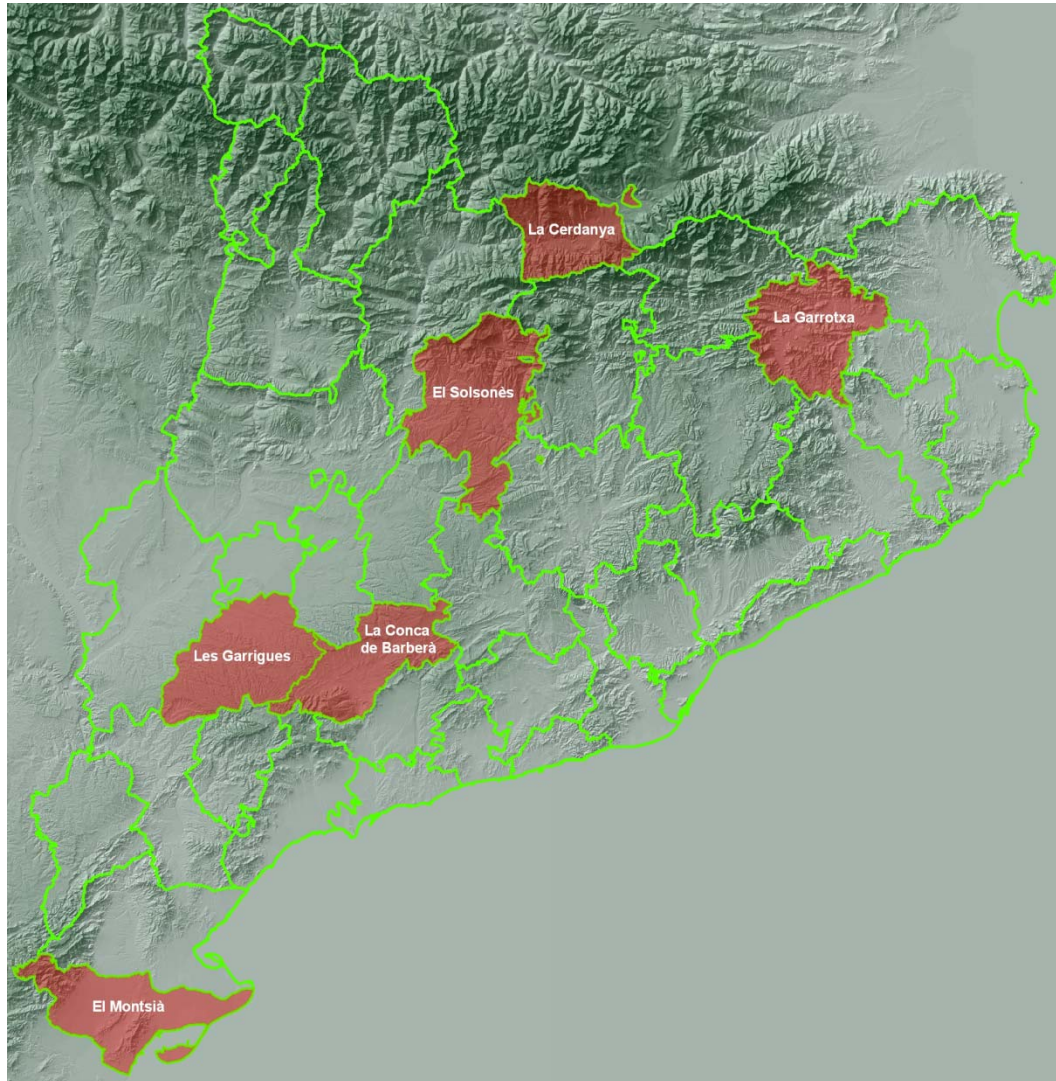 La Cerdanya
La Garrotxa
El Solsonès
La Conca
de Barberà
Les Garrigues
El Montsià